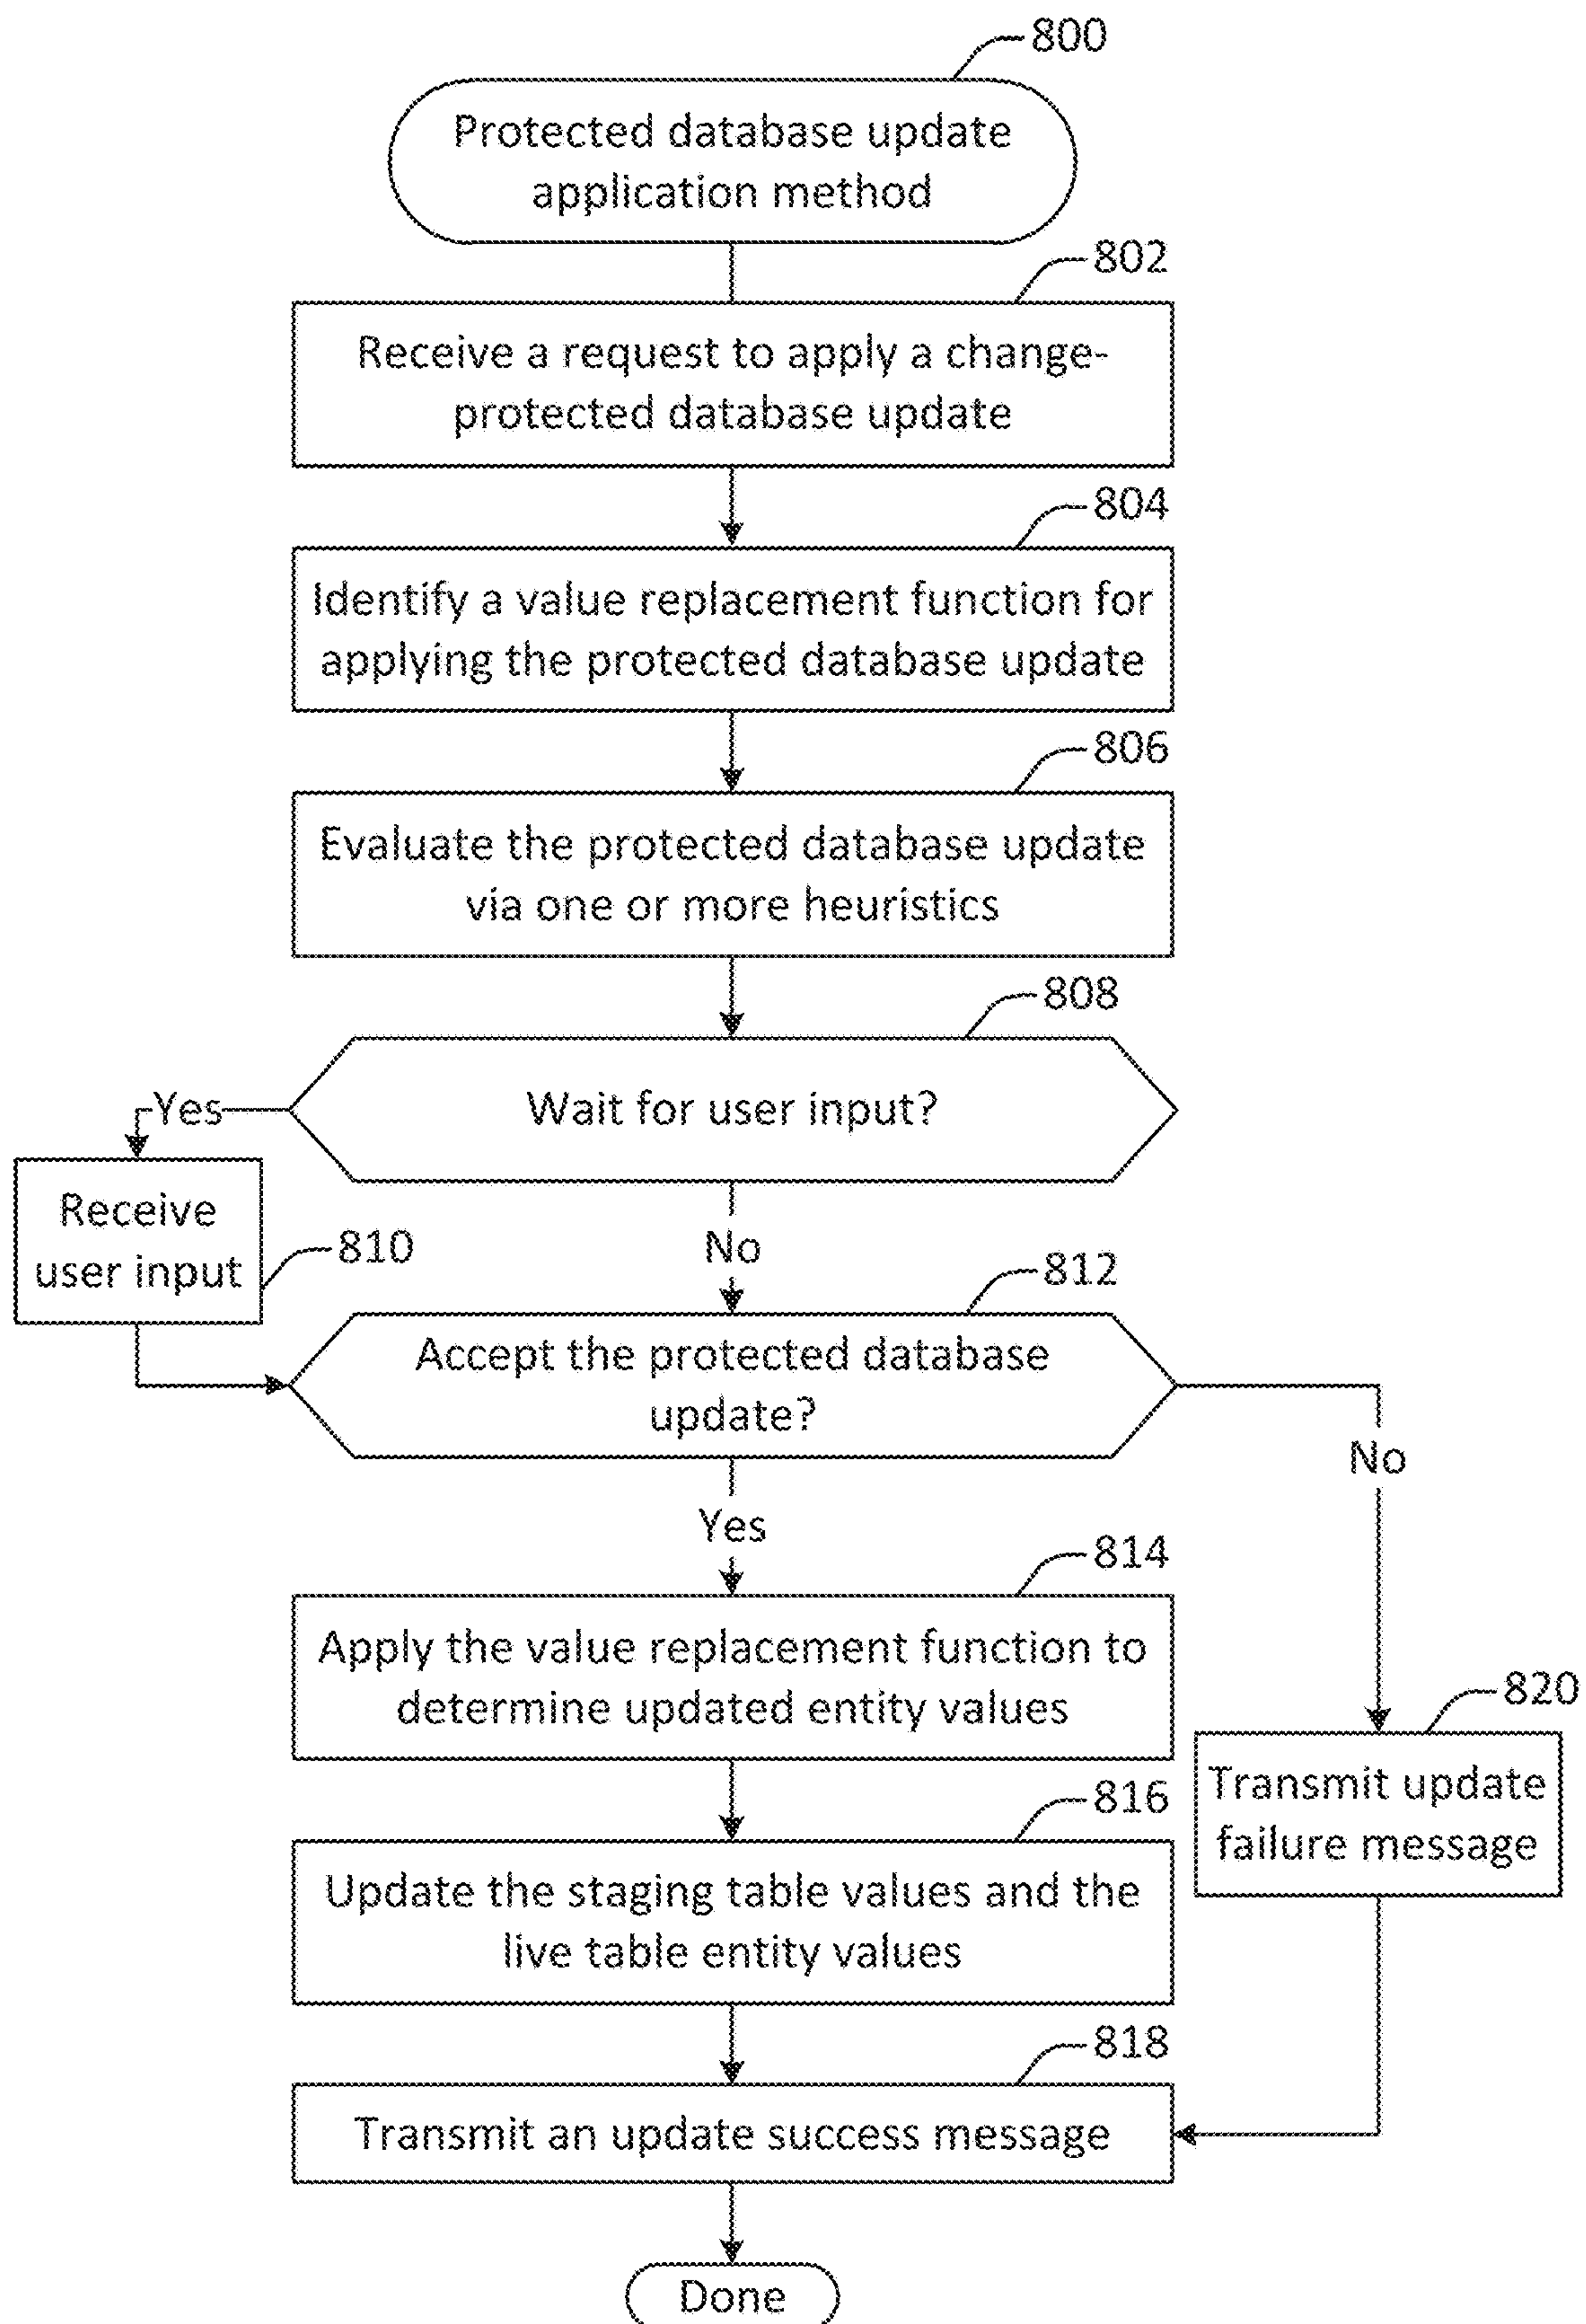 800
Protected database update
application method
802
Receive a request to apply a change-
protected database update
804
Identify a value replacement function for
applying the protected database update
806
Evaluate the protected database update
via one or more heuristics
808
Wait for user input?
Yes
Receive
user input
810
No
812
Accept the protected database
update?
No
Yes
814
Apply the value replacement function to
determine updated entity values
820
Transmit update
failure message
816
Update the staging table values and the
live table entity values
818
Transmit an update success message
Done